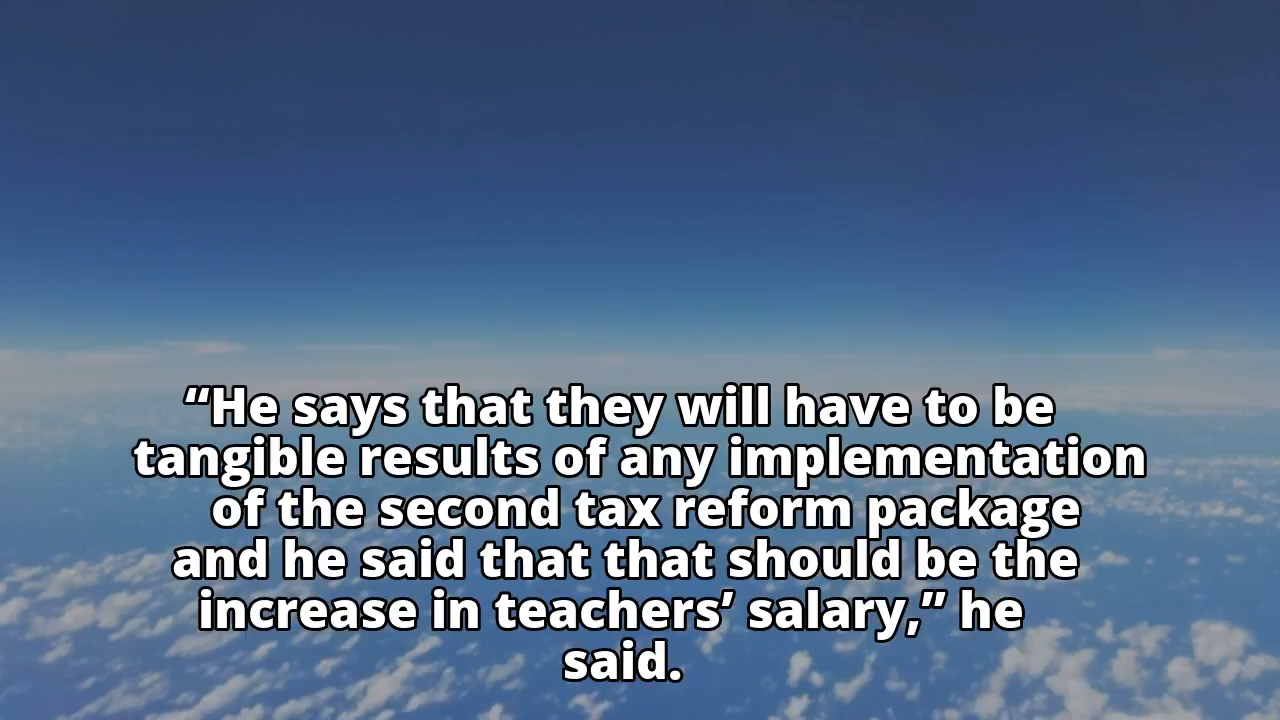 “He says that they will have to be
tangible results of any implementation
of the second tax reform package
and he said that that should be the
increase in teachers’ salary,” he
said.